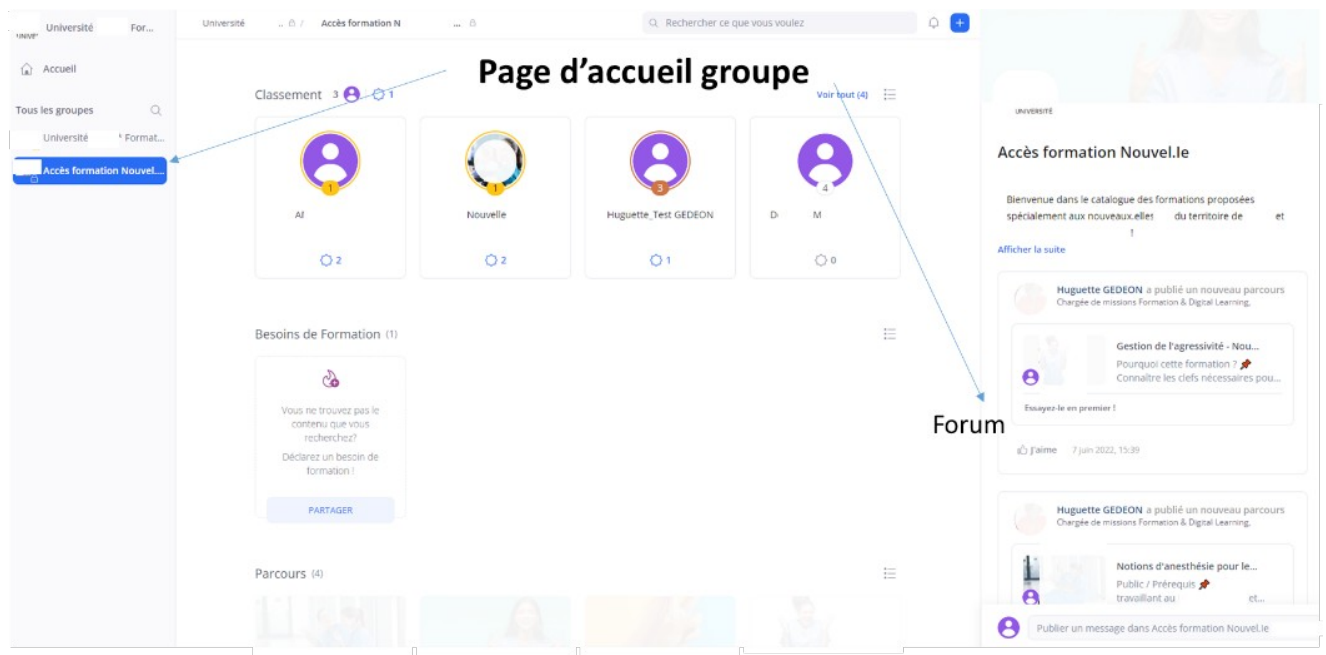 Université For...
UNIVE
Accueil
Tous les groupes
Université Format...
Accès formation Nouvel....
Université .. / Accès formation N ...
Rechercher ce que vous voulez
Page d'accueil groupe
Classement 3 1
Voir tout (4)
1
1
3
4
Nouvelle
Huguette_Test GEDEON
D M
2
2
1
0
Besoins de Formation (1)
Vous ne trouvez pas le
contenu que vous
recherchez?
Déclarez un besoin de
formation !
PARTAGER
Parcours (4)
UNIVERSITÉ
Accès formation Nouvel.le
Bienvenue dans le catalogue des formations proposées
spécialement aux nouveaux.elles du territoire de et
!
Afficher la suite
Huguette GEDEON a publié un nouveau parcours
Chargée de missions Formation & Digital Learning,
Gestion de l'agressivité - Nou...
Pourquoi cette formation ? 📌
Connaître les clefs nécessaires pou...
Essayez-le en premier !
Forum
J'aime 7 juin 2022, 15:39
Huguette GEDEON a publié un nouveau parcours
Chargée de missions Formation & Digital Learning,
Notions d'anesthésie pour le...
Public / Prérequis 📌
travaillant au et...
Publier un message dans Accès formation Nouvel.le